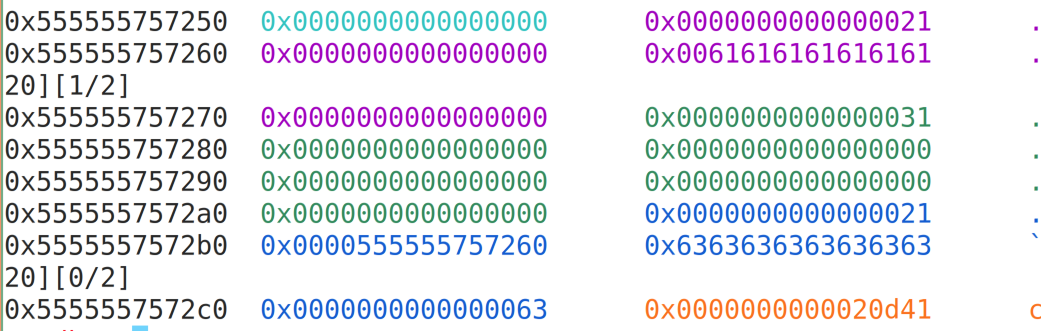 0x555555757250 0x0000000000000000 0x0000000000000021 .
0x555555757260 0x0000000000000000 0x0061616161616161 .
20][1/2]
0x555555757270 0x0000000000000000 0x0000000000000031 .
0x555555757280 0x0000000000000000 0x0000000000000000 .
0x555555757290 0x0000000000000000 0x0000000000000000 .
0x5555557572a0 0x0000000000000000 0x0000000000000021 .
0x5555557572b0 0x0000555555757260 0x6363636363636363 `
20][0/2]
0x5555557572c0 0x0000000000000063 0x0000000000020d41 c